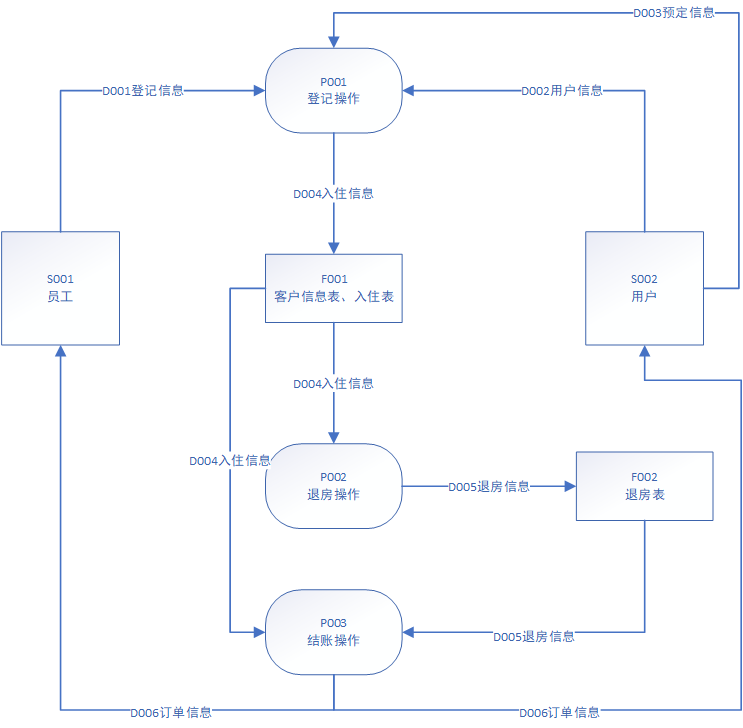 D003预定信息
P001
登记操作
D001登记信息
D002用户信息
D004入住信息
S001
员工
F001
客户信息表、入住表
S002
用户
D004入住信息
D004入住信息
P002
退房操作
D005退房信息
F002
退房表
P003
结账操作
D005退房信息
D006订单信息
D006订单信息